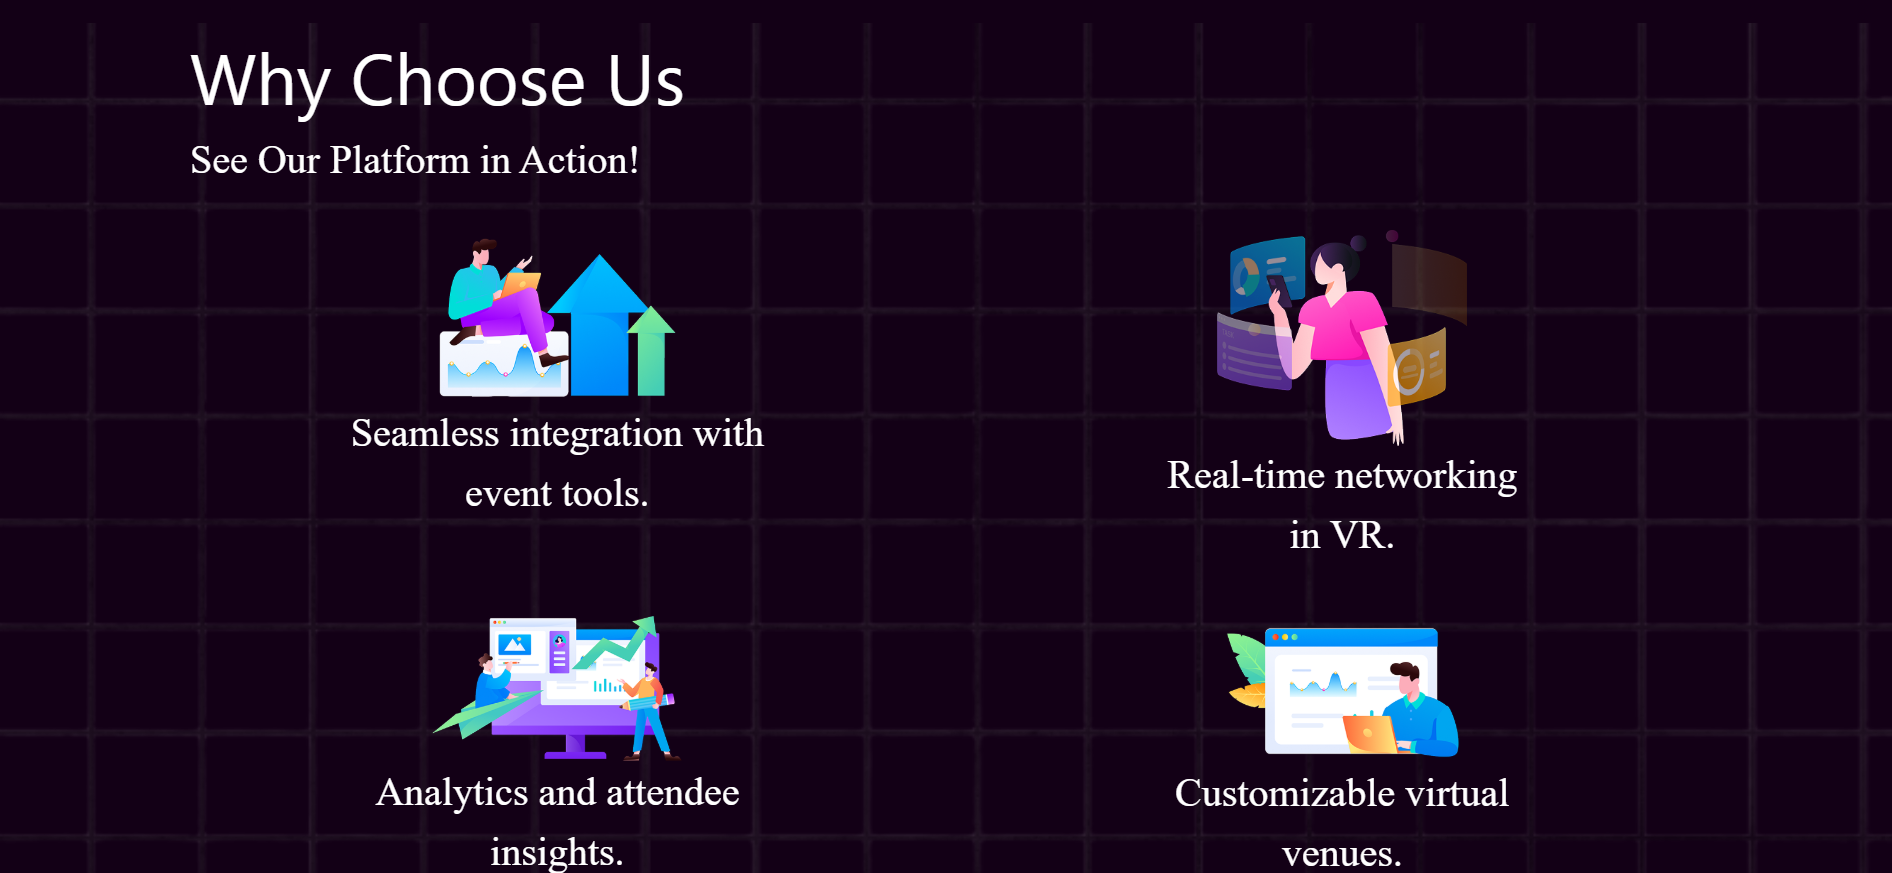 Why Choose Us
See Our Platform in Action!
Seamless integration with
event tools.
Real-time networking
in VR.
Analytics and attendee
insights.
Customizable virtual
venues.